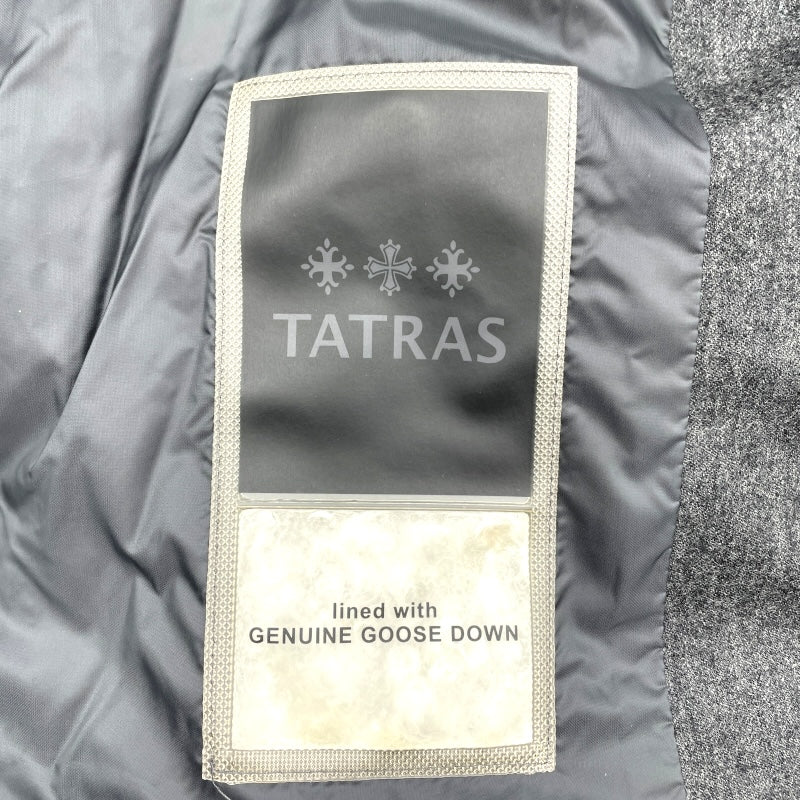 TATRAS
lined with
GENUINE GOOSE DOWN